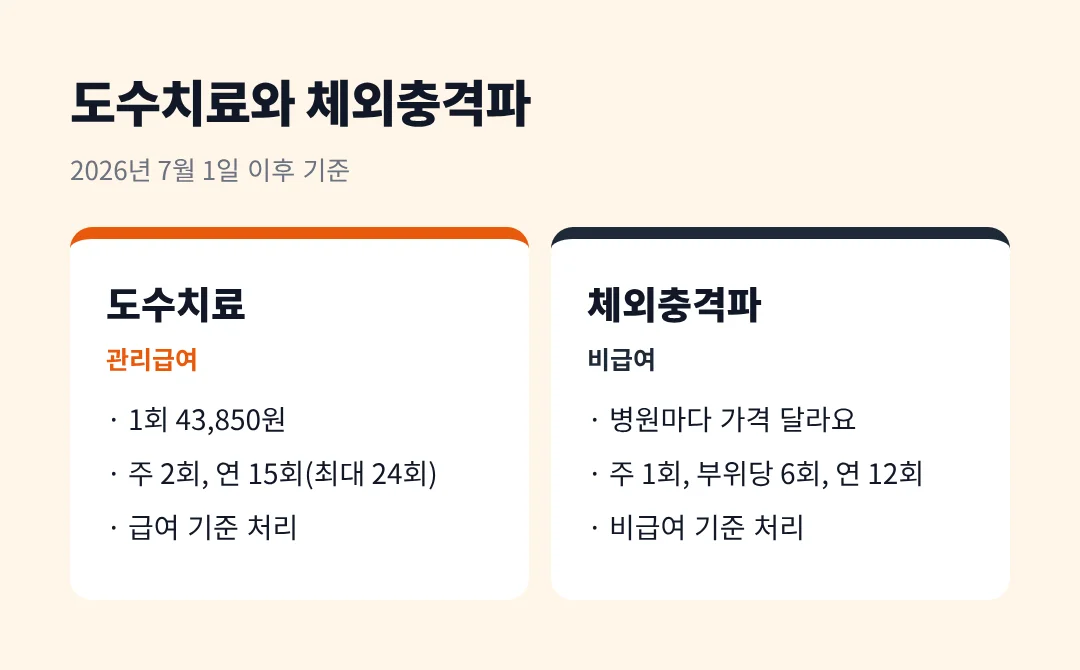 도수치료와 체외충격파
2026년 7월 1일 이후 기준
도수치료
관리급여
· 1회 43,850원
· 주 2회, 연 15회(최대 24회)
· 급여 기준 처리
체외충격파
비급여
· 병원마다 가격 달라요
· 주 1회, 부위당 6회, 연 12회
· 비급여 기준 처리